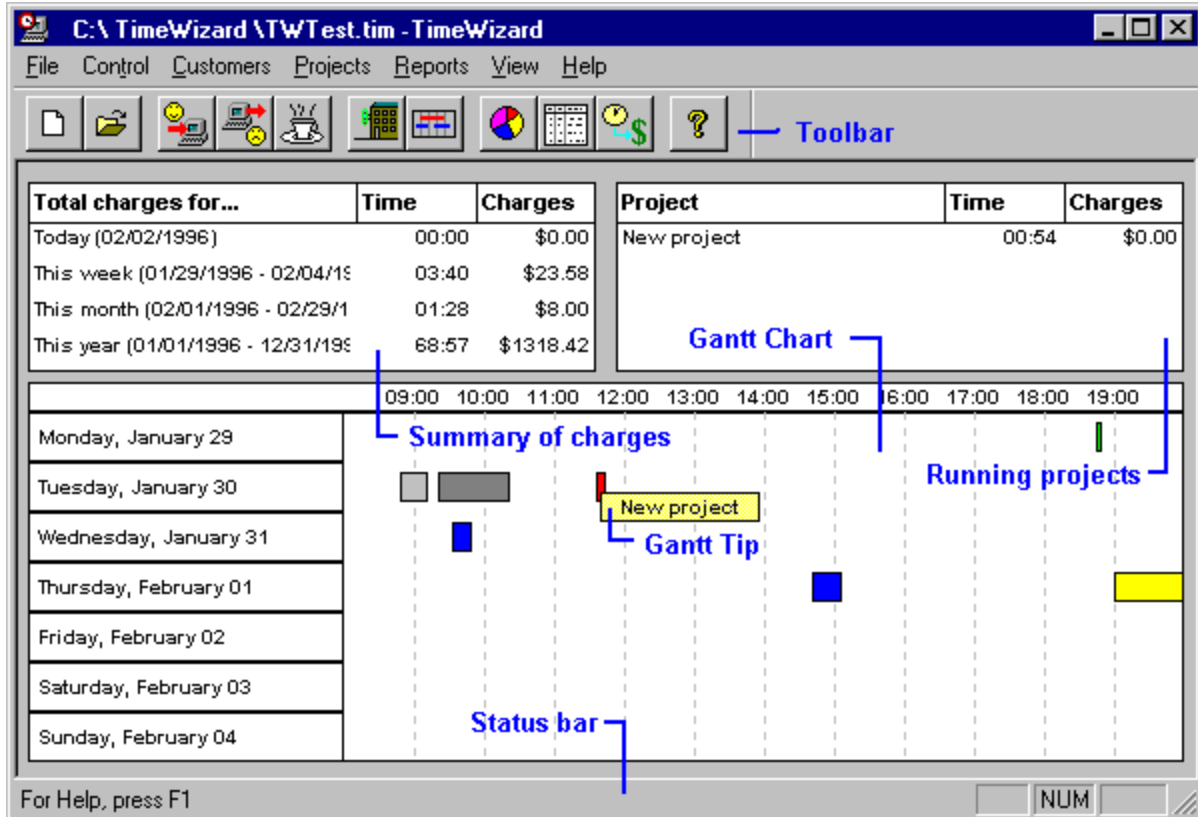 C:\ TimeWizard \TWTest.tim -TimeWizard
File Control Customers Projects Reports View Help
Toolbar
Total charges for... Time Charges
Today (02/02/1996) 00:00 $0.00
This week (01/29/1996 - 02/04/19 03:40 $23.58
This month (02/01/1996 - 02/29/1 01:28 $8.00
This year (01/01/1996 - 12/31/199 68:57 $1318.42
Project Time Charges
New project 00:54 $0.00
Gantt Chart
09:00 10:00 11:00 12:00 13:00 14:00 15:00 16:00 17:00 18:00 19:00
Monday, January 29
Summary of charges
Running projects
Tuesday, January 30
New project
Wednesday, January 31
Gantt Tip
Thursday, February 01
Friday, February 02
Saturday, February 03
Sunday, February 04
Status bar
For Help, press F1
NUM